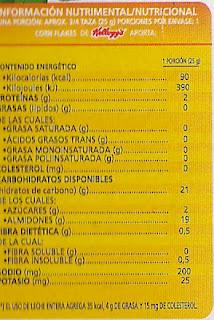 INFORMACIÓN NUTRIMENTAL/NUTRICIONAL
UNA PORCIÓN: APROX. 3/4 TAZA (25 g) PORCIONES POR ENVASE: 1
CORN FLAKES DE Kellogg's APORTA:
1 PORCIÓN (25 g)
CONTENIDO ENERGÉTICO
•Kilocalorías (kcal) 90
•Kilojoules (kJ) 390
PROTEÍNAS (g) 2
GRASAS (lípidos) (g) 0
DE LAS CUALES:
•GRASA SATURADA (g) 0
•ÁCIDOS GRASOS TRANS (g) 0
•GRASA MONOINSATURADA (g) 0
•GRASA POLIINSATURADA (g) 0
COLESTEROL (mg) 0
CARBOHIDRATOS DISPONIBLES
(hidratos de carbono) (g) 21
DE LOS CUALES:
•AZÚCARES (g) 2
•ALMIDONES (g) 19
FIBRA DIETÉTICA (g) 0,5
DE LA CUAL:
•FIBRA SOLUBLE (g) 0
•FIBRA INSOLUBLE (g) 0,5
SODIO (mg) 200
POTASIO (mg) 25
(*) EL USO DE LECHE ENTERA AGREGA 35 kcal, 4 g DE GRASA Y 15 mg DE COLESTEROL.